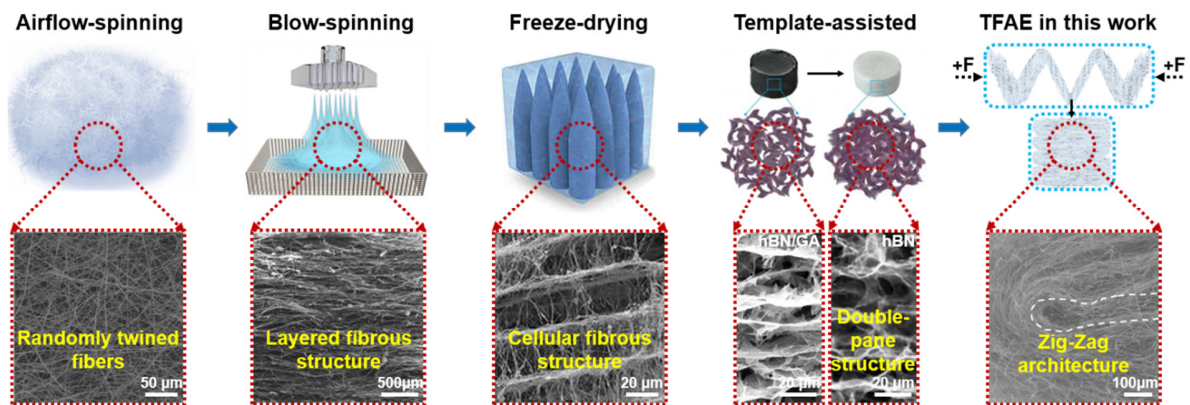 Airflow-spinning
Blow-spinning
Freeze-drying
Template-assisted
TFAE in this work
+F
+F
Randomly twined
fibers
50 μm
Layered fibrous
structure
500μm
Cellular fibrous
structure
20 μm
hBN/GA
20 μm
hBN
Double-
pane
structure
20 μm
Zig-Zag
architecture
100μm